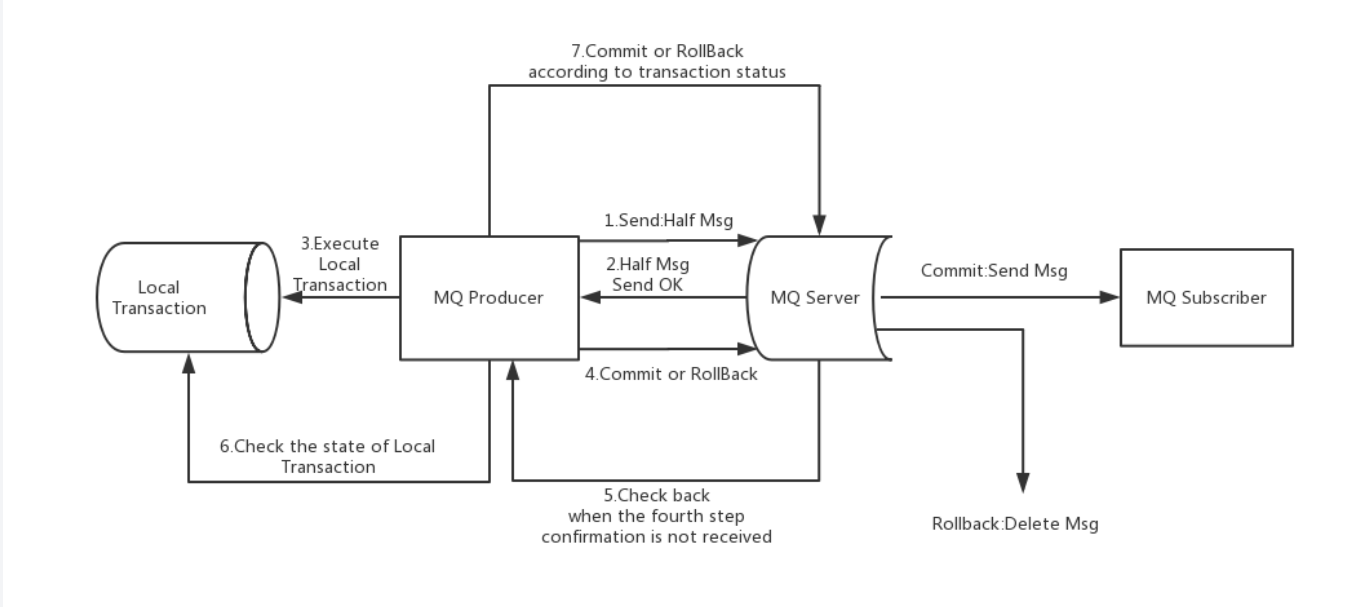 7.Commit or RollBack
according to transaction status
1.Send:Half Msg
3.Execute
Local
Transaction
2.Half Msg
Send OK
Local
Transaction
MQ Producer
MQ Server
Commit:Send Msg
MQ Subscriber
4.Commit or RollBack
6.Check the state of Local
Transaction
5.Check back
when the fourth step
confirmation is not received
Rollback:Delete Msg